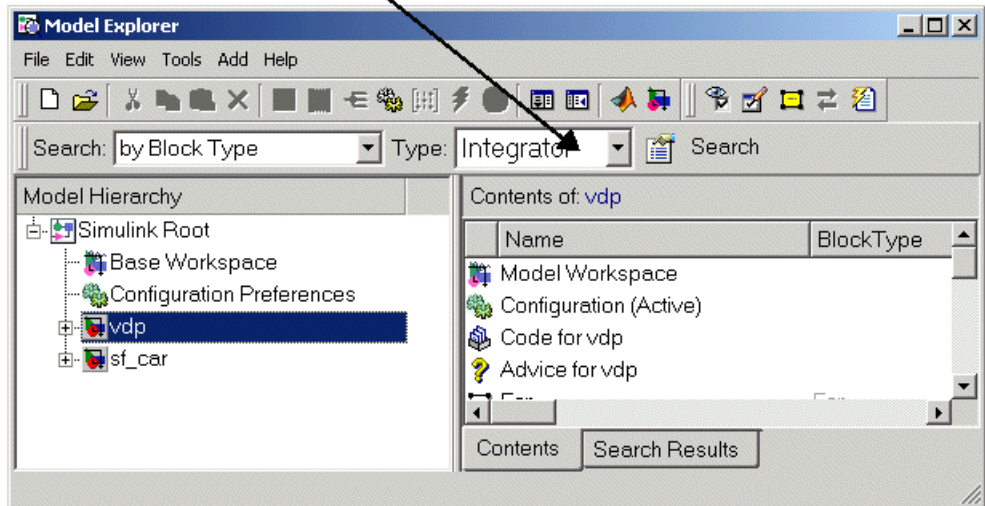 Model Explorer
File Edit View Tools Add Help
Search: by Block Type Type: Integrator Search
Model Hierarchy
Simulink Root
Base Workspace
Configuration Preferences
vdp
sf_car
Contents of: vdp
Name BlockType
Model Workspace
Configuration (Active)
Code for vdp
Advice for vdp
Contents Search Results